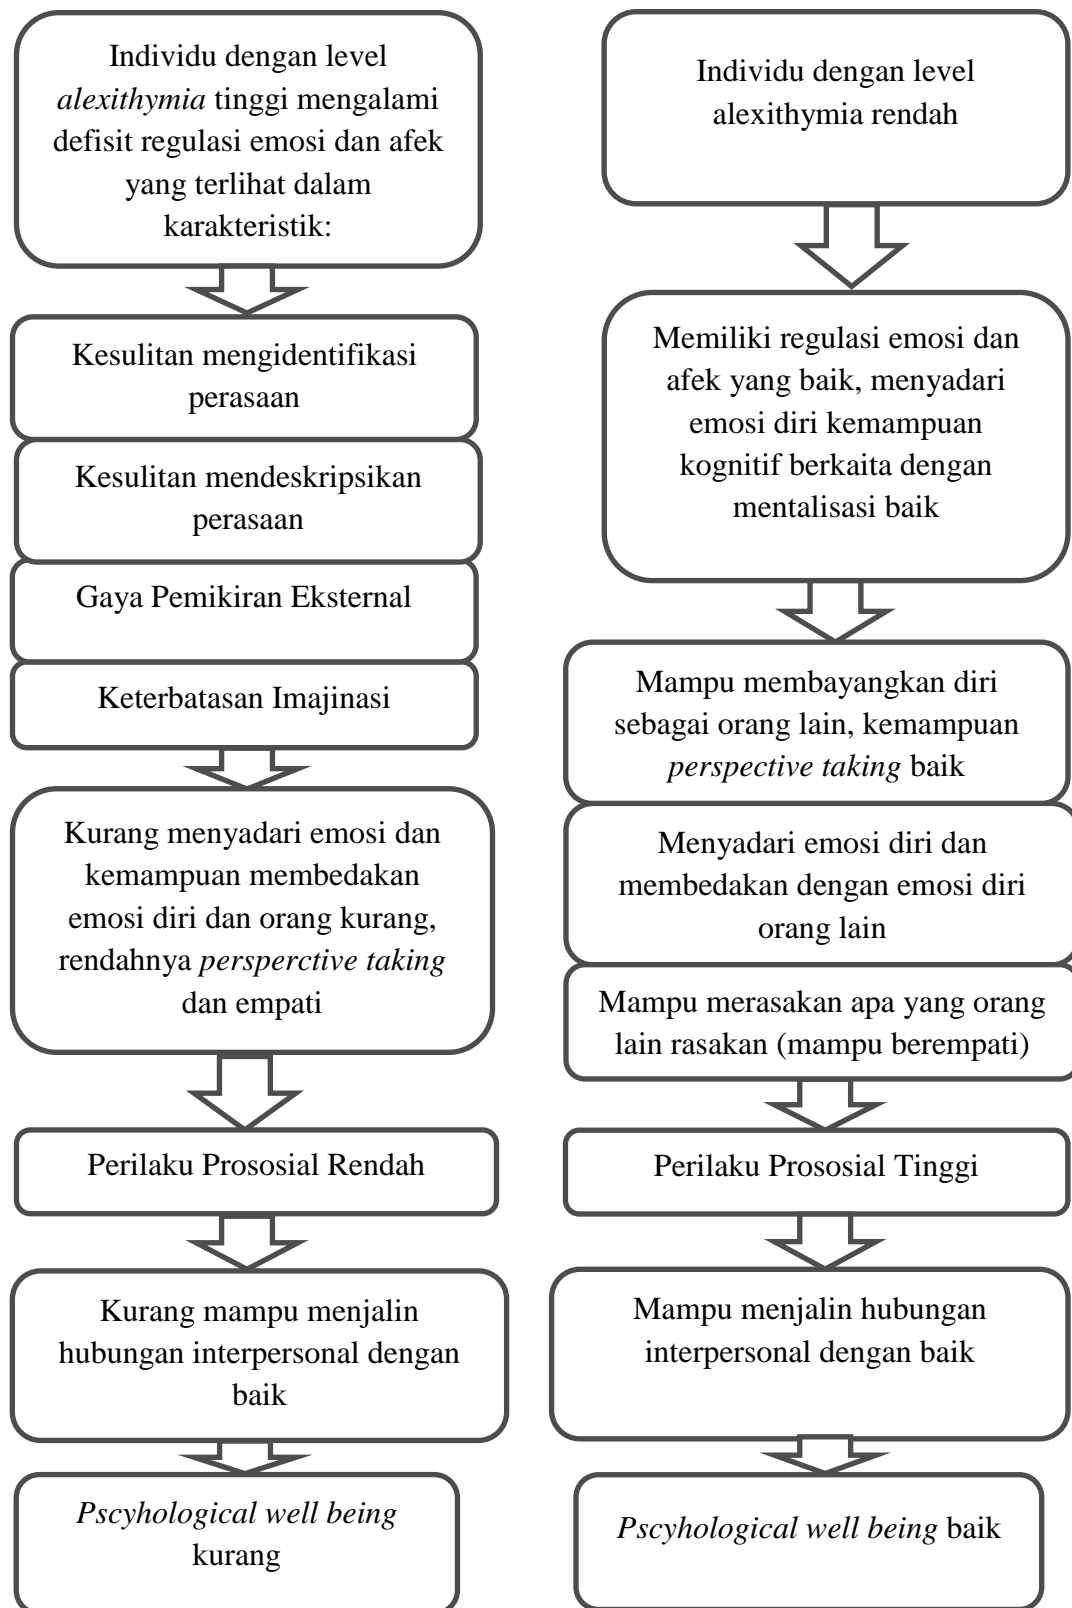 Individu dengan level
alexithymia tinggi mengalami
defisit regulasi emosi dan afek
yang terlihat dalam
karakteristik:
Kesulitan mengidentifikasi
perasaan
Kesulitan mendeskripsikan
perasaan
Gaya Pemikiran Eksternal
Keterbatasan Imajinasi
Kurang menyadari emosi dan
kemampuan membedakan
emosi diri dan orang kurang,
rendahnya persperctive taking
dan empati
Perilaku Prososial Rendah
Kurang mampu menjalin
hubungan interpersonal dengan
baik
Pscyhological well being
kurang
Individu dengan level
alexithymia rendah
Memiliki regulasi emosi dan
afek yang baik, menyadari
emosi diri kemampuan
kognitif berkaita dengan
mentalisasi baik
Mampu membayangkan diri
sebagai orang lain, kemampuan
perspective taking baik
Menyadari emosi diri dan
membedakan dengan emosi diri
orang lain
Mampu merasakan apa yang orang
lain rasakan (mampu berempati)
Perilaku Prososial Tinggi
Mampu menjalin hubungan
interpersonal dengan baik
Pscyhological well being baik